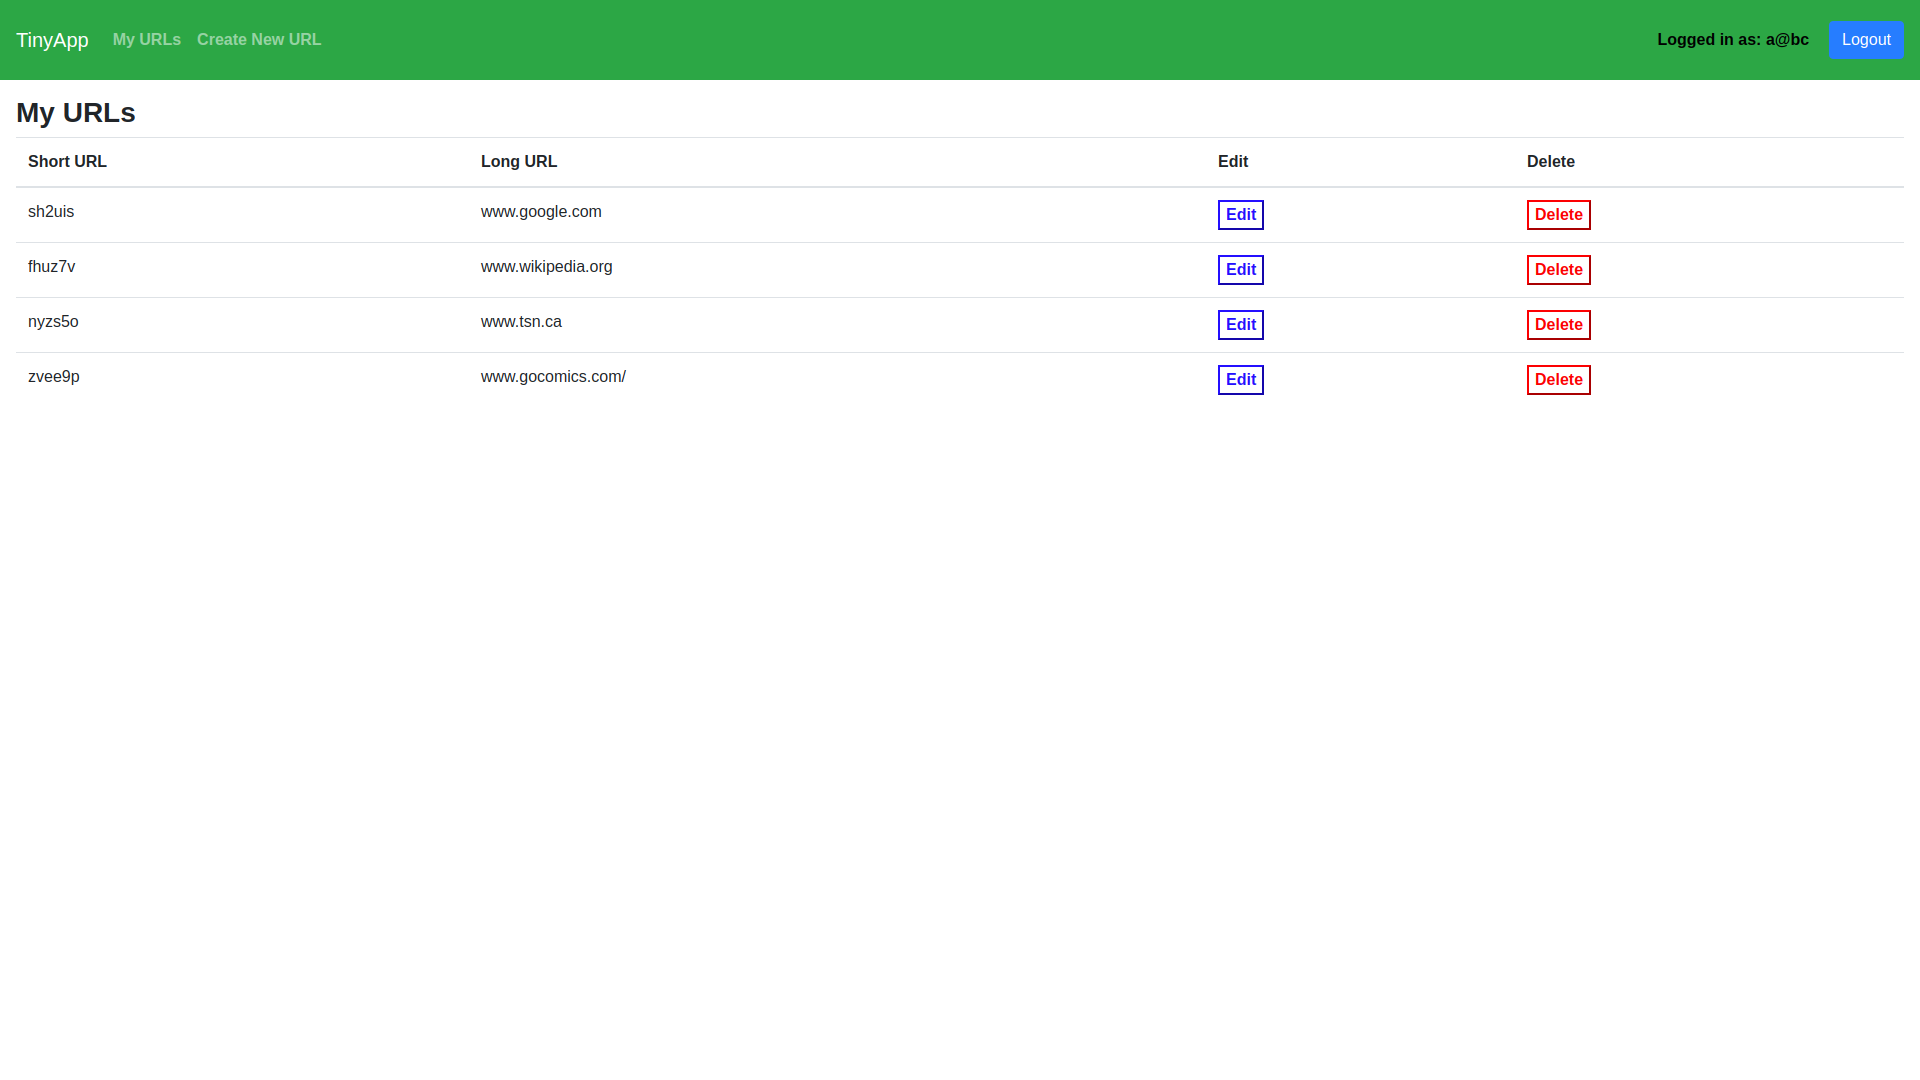 TinyApp My URLs Create New URL Logged in as: a@bc Logout
My URLs
Short URL Long URL Edit Delete
sh2uis www.google.com Edit Delete
fhuz7v www.wikipedia.org Edit Delete
nyzs5o www.tsn.ca Edit Delete
zvee9p www.gocomics.com/ Edit Delete